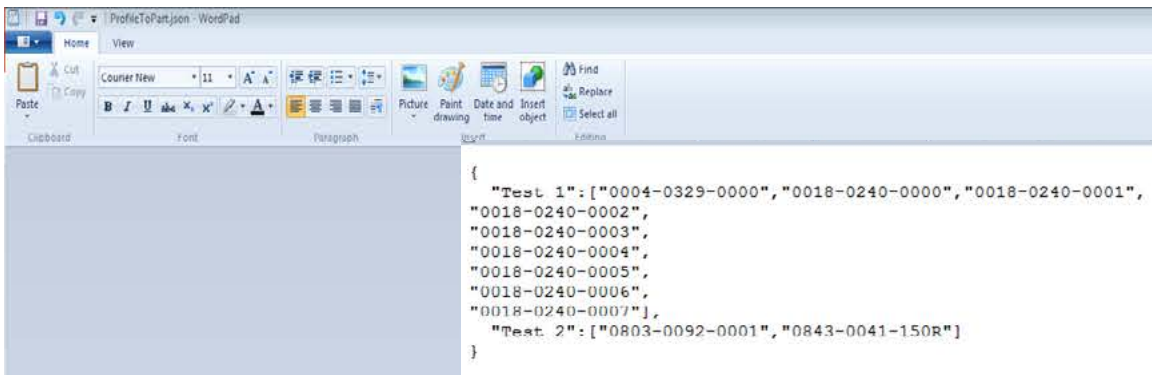 ProfileToPart.json - WordPad
Home View
Cut
Copy
Paste
Clipboard
Courier New 11 A A
B I U abc X₂ X² A
Font
Paragraph
Picture Paint drawing Date and time Insert object
Insert
Find
Replace
Select all
Editing
{
"Test 1":["0004-0329-0000","0018-0240-0000","0018-0240-0001",
"0018-0240-0002",
"0018-0240-0003",
"0018-0240-0004",
"0018-0240-0005",
"0018-0240-0006",
"0018-0240-0007"],
"Test 2":["0803-0092-0001","0843-0041-150R"]
}